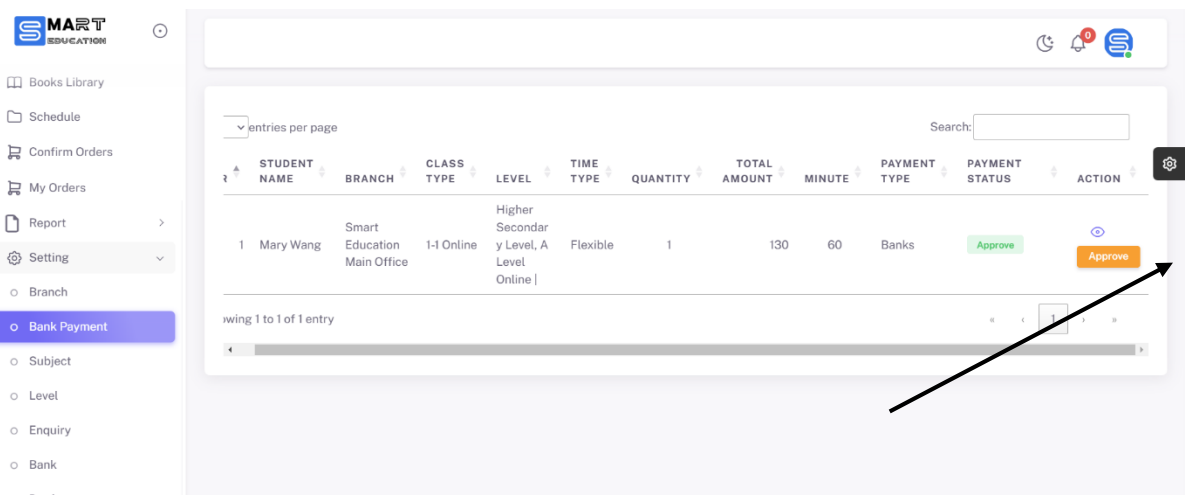 SMART
EDUCATION
0
Books Library
Schedule
Confirm Orders
My Orders
Report
Setting
Branch
Bank Payment
Subject
Level
Enquiry
Bank
entries per page
Search:
STUDENT NAME BRANCH CLASS TYPE LEVEL TIME TYPE QUANTITY TOTAL AMOUNT MINUTE PAYMENT TYPE PAYMENT STATUS ACTION
1 Mary Wang Smart Education Main Office 1-1 Online Higher Secondar y Level, A Level Online | Flexible 1 130 60 Banks Approve Approve
wing 1 to 1 of 1 entry
« ‹ 1 › »